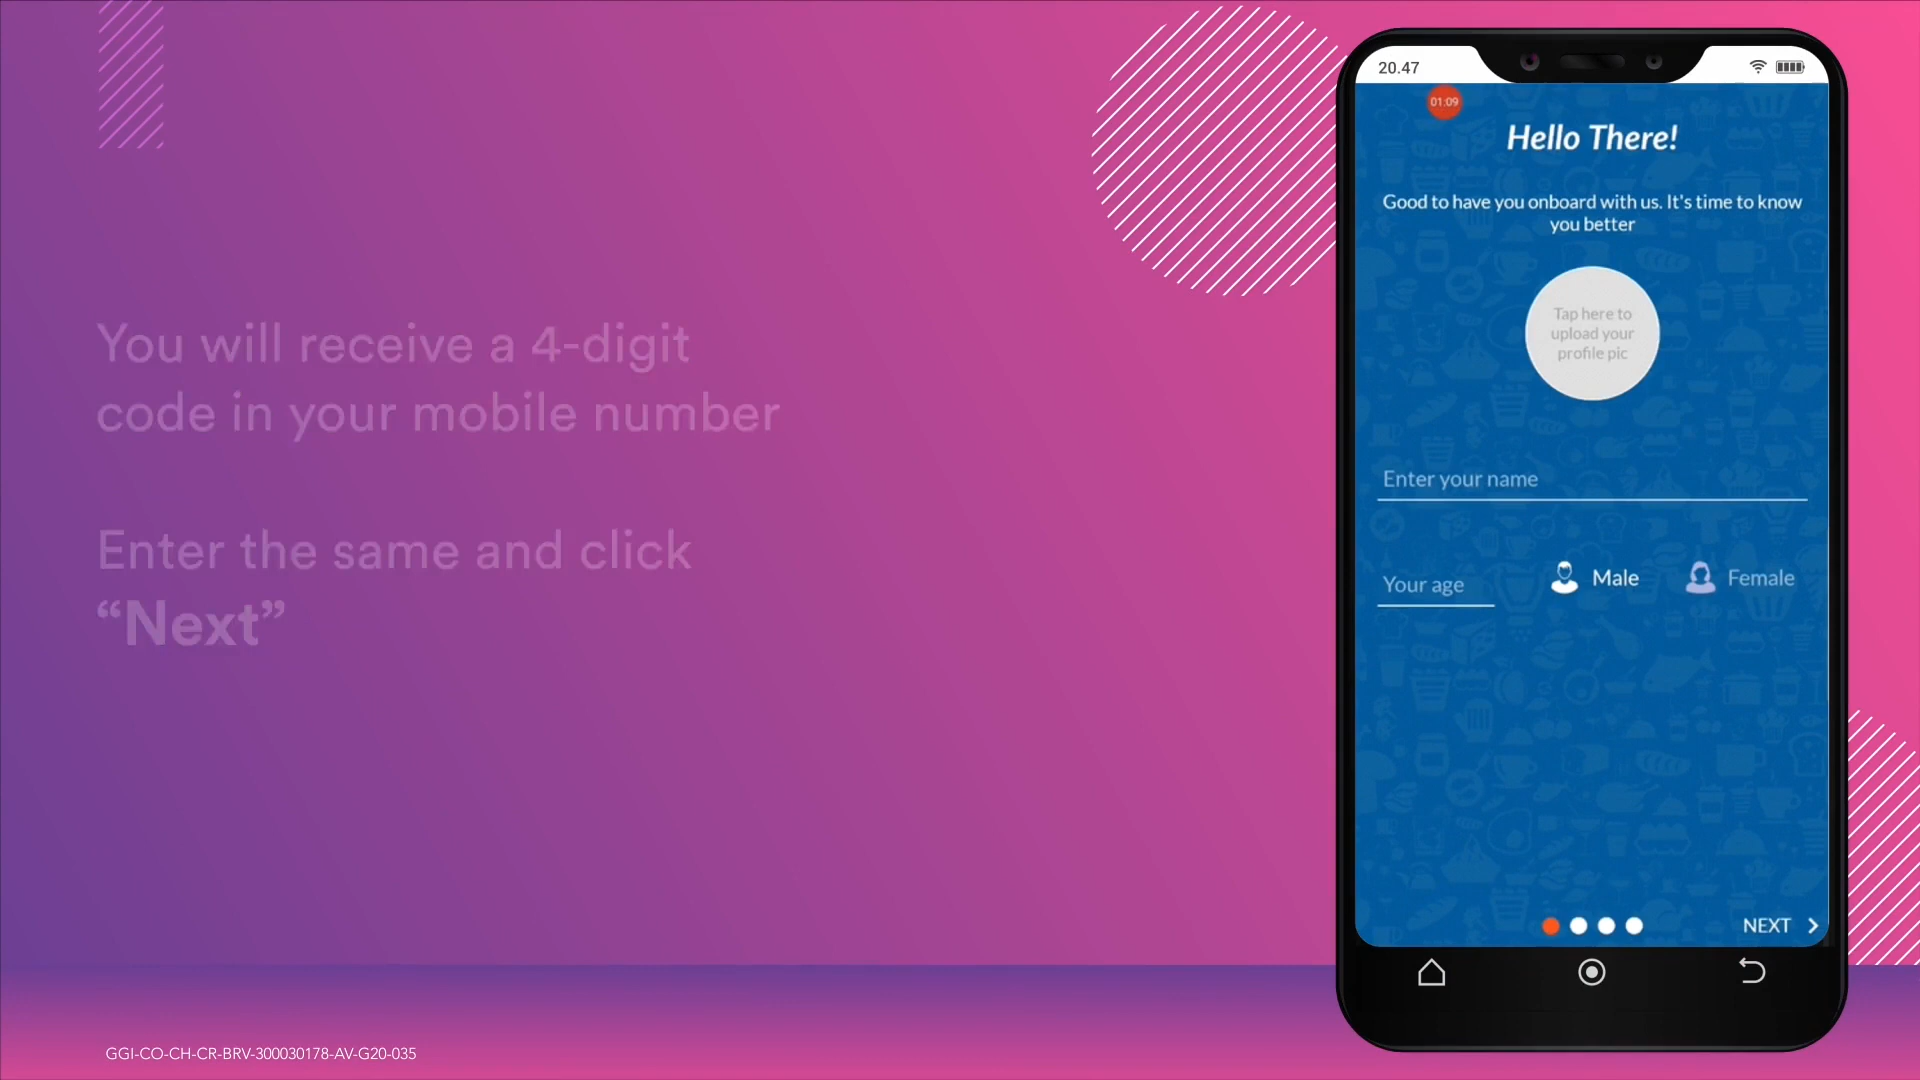 You will receive a 4-digit
code in your mobile number
Enter the same and click
“Next”
GGI-CO-CH-CR-BRV-300030178-AV-G20-035
20.47
01:09
Hello There!
Good to have you onboard with us. It's time to know
you better
Tap here to
upload your
profile pic
Enter your name
Your age
Male
Female
NEXT